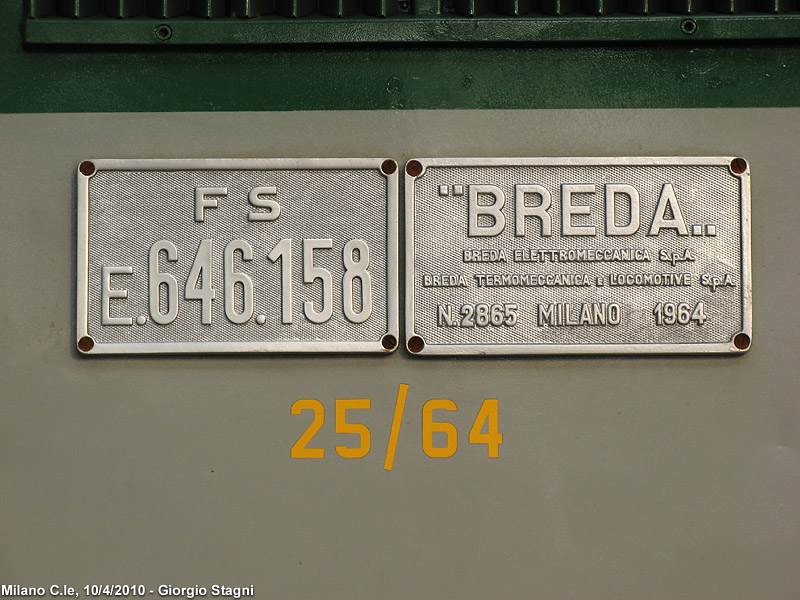 FS
E.646.158
"BREDA„
BREDA ELETTROMECCANICA S.p.A.
BREDA TERMOMECCANICA E LOCOMOTIVE S.p.A.
N.2865 MILANO 1964
25/64
Milano C.le, 10/4/2010 - Giorgio Stagni